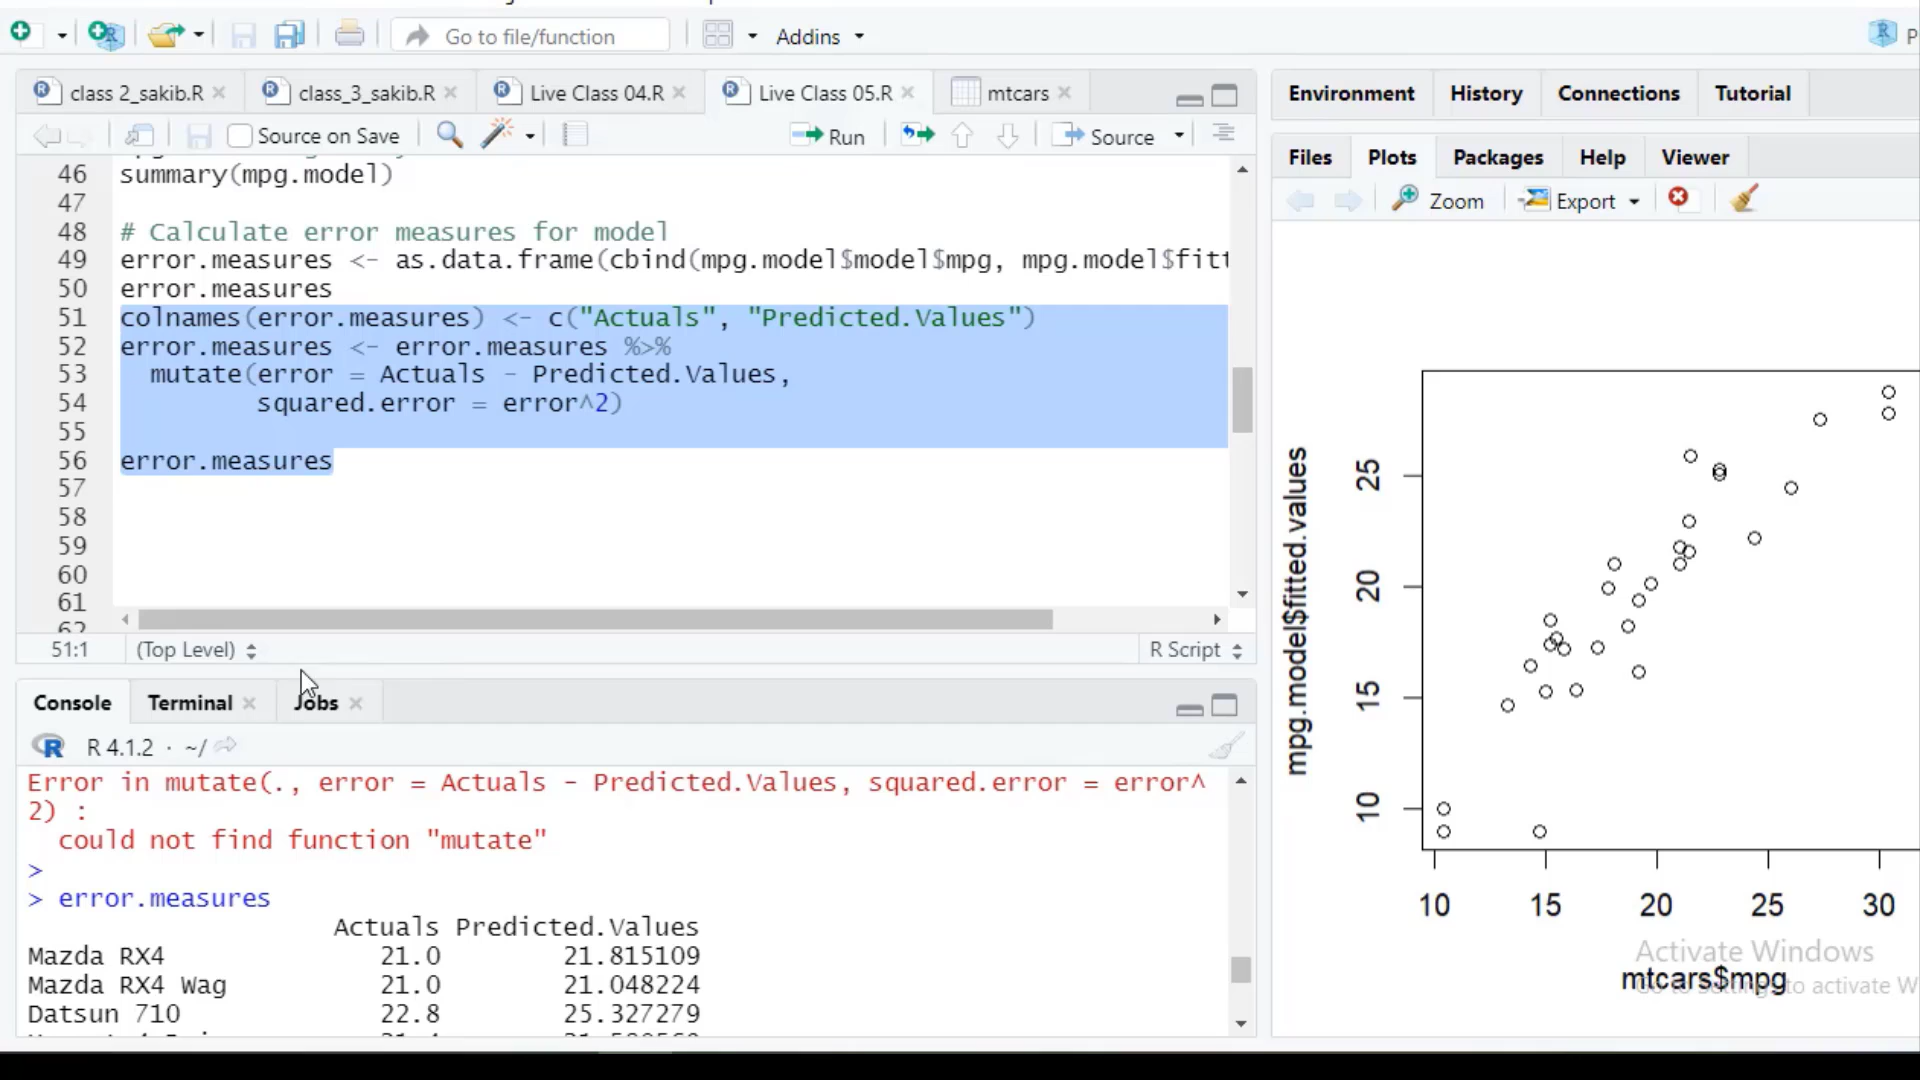 Go to file/function
Addins
class 2_sakib.R
class_3_sakib.R
Live Class 04.R
Live Class 05.R
mtcars
Source on Save
Run
Source
46 summary(mpg.model)
47
48 # Calculate error measures for model
49 error.measures <- as.data.frame(cbind(mpg.model$model$mpg, mpg.model$fitt
50 error.measures
51 colnames(error.measures) <- c("Actuals", "Predicted.Values")
52 error.measures <- error.measures %>%
53 mutate(error = Actuals - Predicted.Values,
54 squared.error = error^2)
55
56 error.measures
57
58
59
60
61
62
51:1 (Top Level) R Script
Console Terminal Jobs
R 4.1.2 · ~/
Error in mutate(., error = Actuals - Predicted.Values, squared.error = error^
2) :
could not find function "mutate"
>
> error.measures
Actuals Predicted.Values
Mazda RX4 21.0 21.815109
Mazda RX4 Wag 21.0 21.048224
Datsun 710 22.8 25.327279
Environment History Connections Tutorial
Files Plots Packages Help Viewer
Zoom Export
mpg.model$fitted.values
25
20
15
10
10 15 20 25 30
mtcars$mpg
Activate Windows